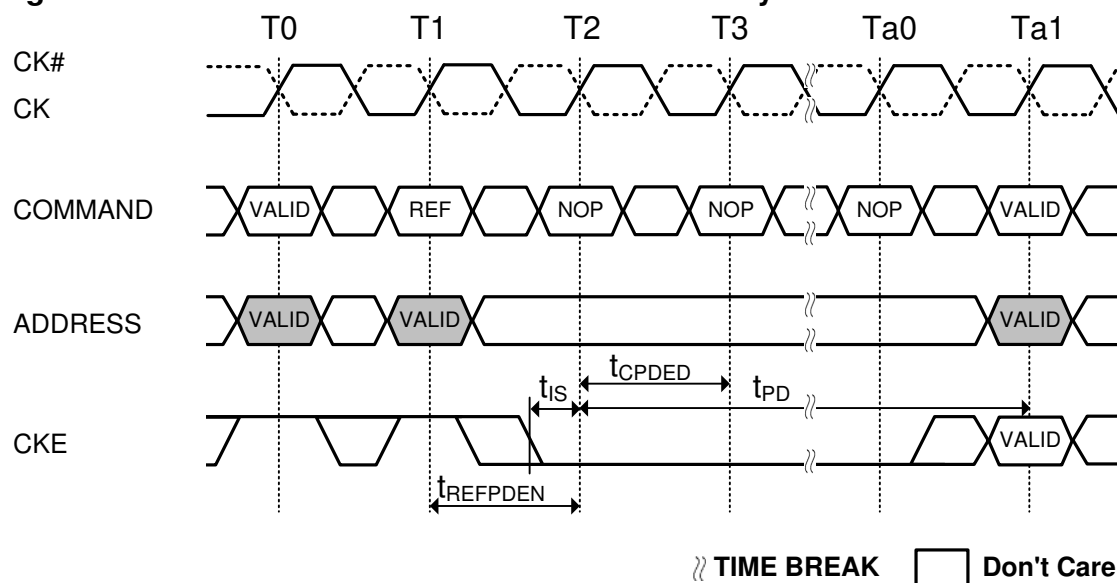 T0 T1 T2 T3 Ta0 Ta1
CK#
CK
COMMAND VALID REF NOP NOP NOP VALID
ADDRESS VALID VALID VALID
tCPDED
tIS tPD
CKE VALID
tREFPDEN
TIME BREAK Don't Care